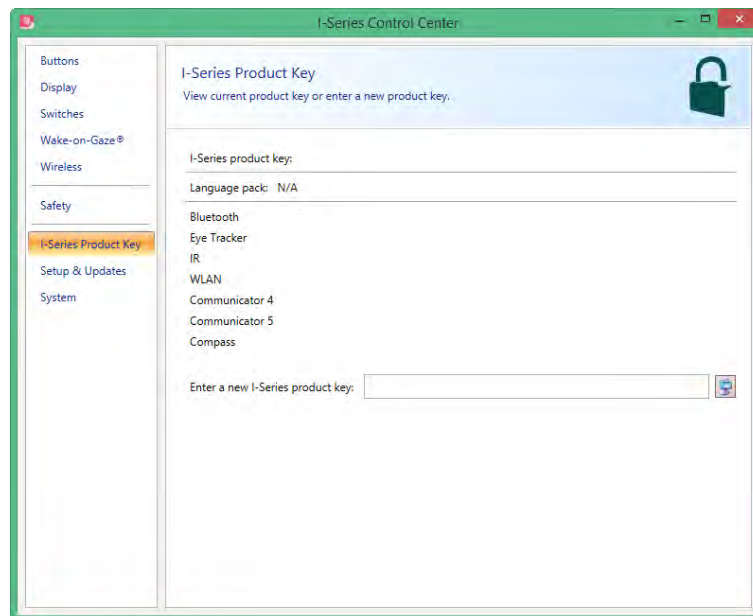 I-Series Control Center
Buttons
Display
Switches
Wake-on-Gaze®
Wireless
Safety
I-Series Product Key
Setup & Updates
System
I-Series Product Key
View current product key or enter a new product key.
I-Series product key:
Language pack: N/A
Bluetooth
Eye Tracker
IR
WLAN
Communicator 4
Communicator 5
Compass
Enter a new I-Series product key: